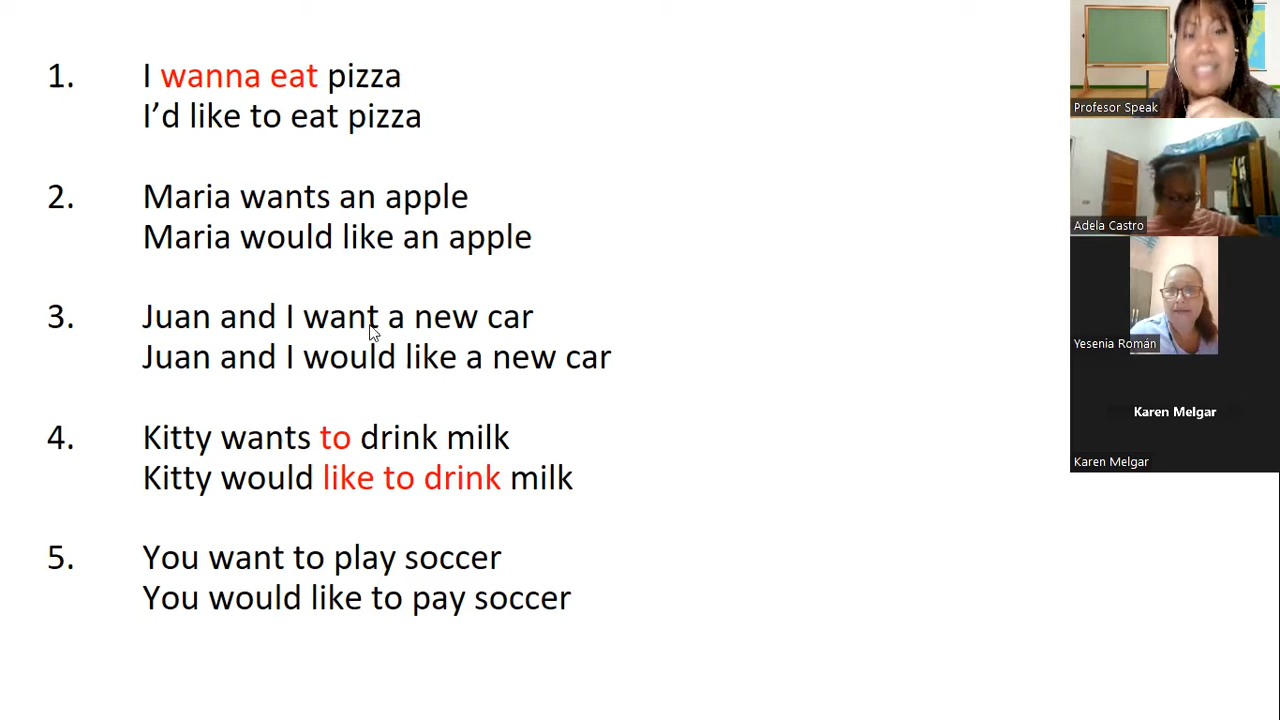 1. I wanna eat pizza
I’d like to eat pizza
2. Maria wants an apple
Maria would like an apple
3. Juan and I want a new car
Juan and I would like a new car
4. Kitty wants to drink milk
Kitty would like to drink milk
5. You want to play soccer
You would like to pay soccer
Profesor Speak
Adela Castro
Yesenia Román
Karen Melgar
Karen Melgar